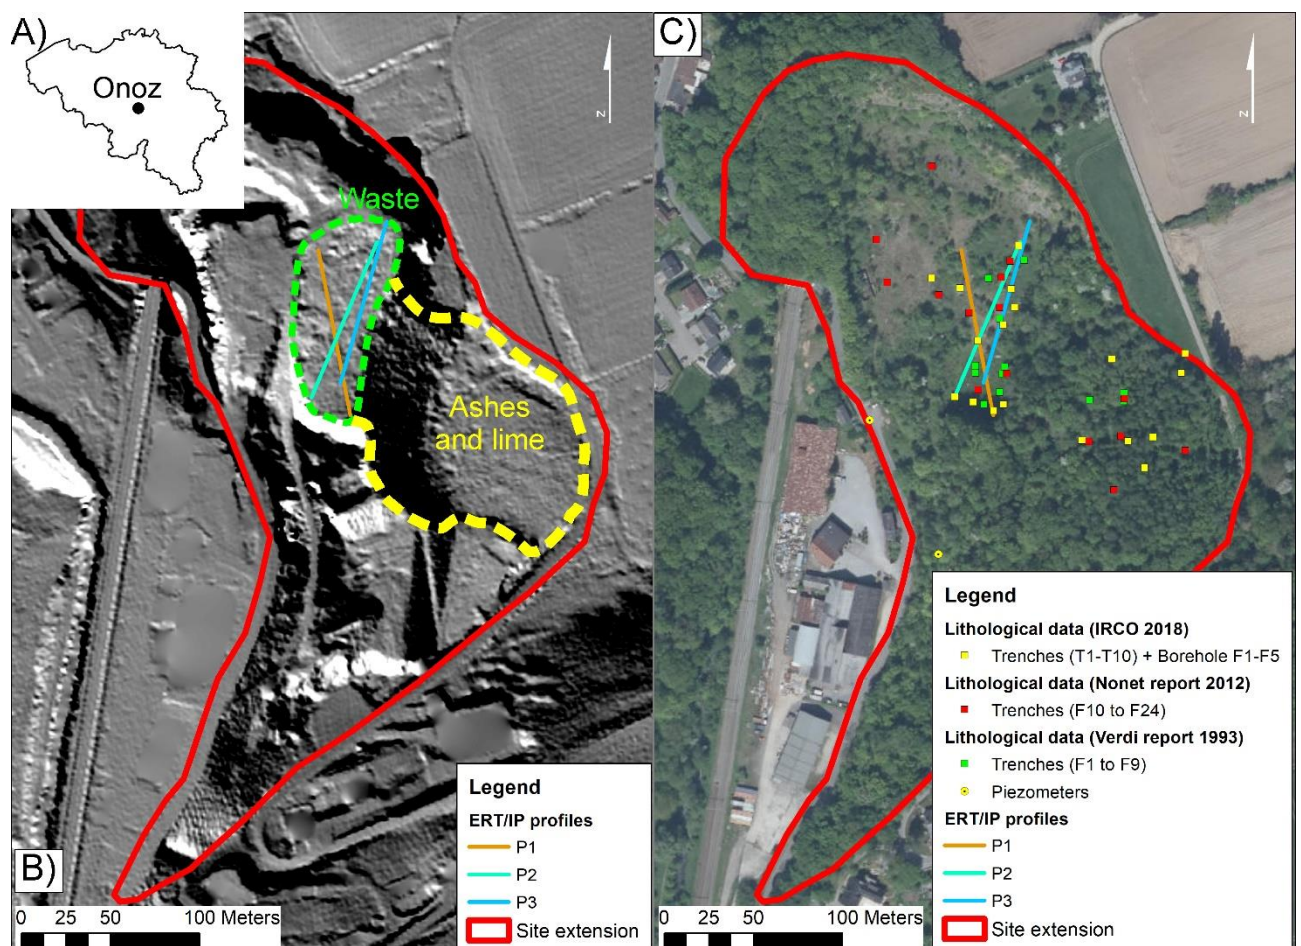 A)
Onoz
N
Waste
Ashes
and lime
B)
0 25 50 100 Meters
Legend
ERT/IP profiles
P1
P2
P3
Site extension
C)
N
0 25 50 100 Meters
Legend
Lithological data (IRCO 2018)
Trenches (T1-T10) + Borehole F1-F5
Lithological data (Nonet report 2012)
Trenches (F10 to F24)
Lithological data (Verdi report 1993)
Trenches (F1 to F9)
Piezometers
ERT/IP profiles
P1
P2
P3
Site extension